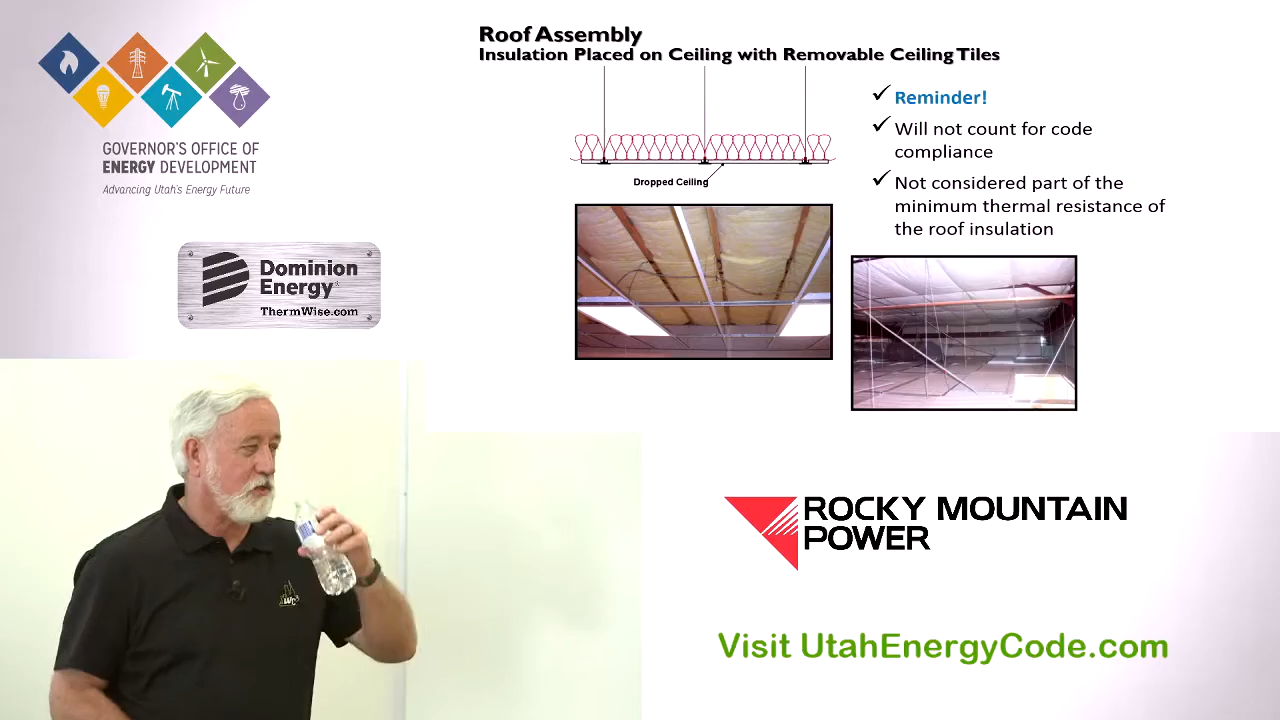 Roof Assembly
Insulation Placed on Ceiling with Removable Ceiling Tiles
Dropped Ceiling
✓ Reminder!
✓ Will not count for code
compliance
✓ Not considered part of the
minimum thermal resistance of
the roof insulation
GOVERNOR'S OFFICE OF
ENERGY DEVELOPMENT
Advancing Utah's Energy Future
Dominion
Energy®
ThermWise.com
ROCKY MOUNTAIN
POWER
Visit UtahEnergyCode.com